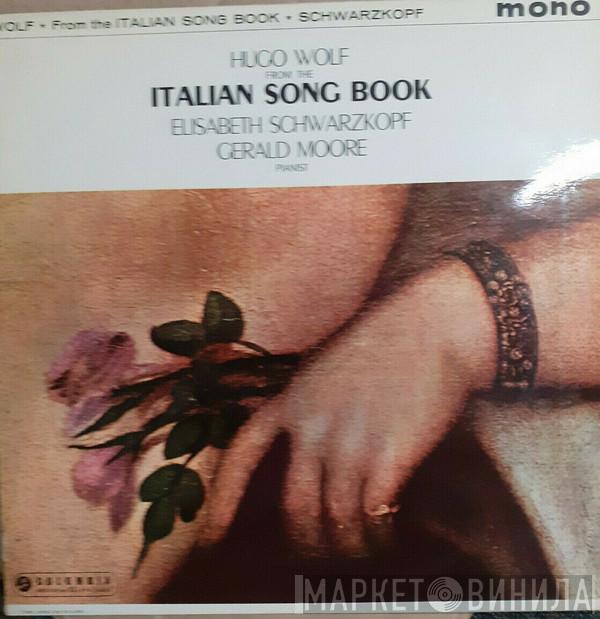 WOLF • From the ITALIAN SONG BOOK • SCHWARZKOPF
mono
HUGO WOLF
FROM THE
ITALIAN SONG BOOK
ELISABETH SCHWARZKOPF
GERALD MOORE
PIANIST
COLUMBIA
МАРКЕТ ВИНИЛА